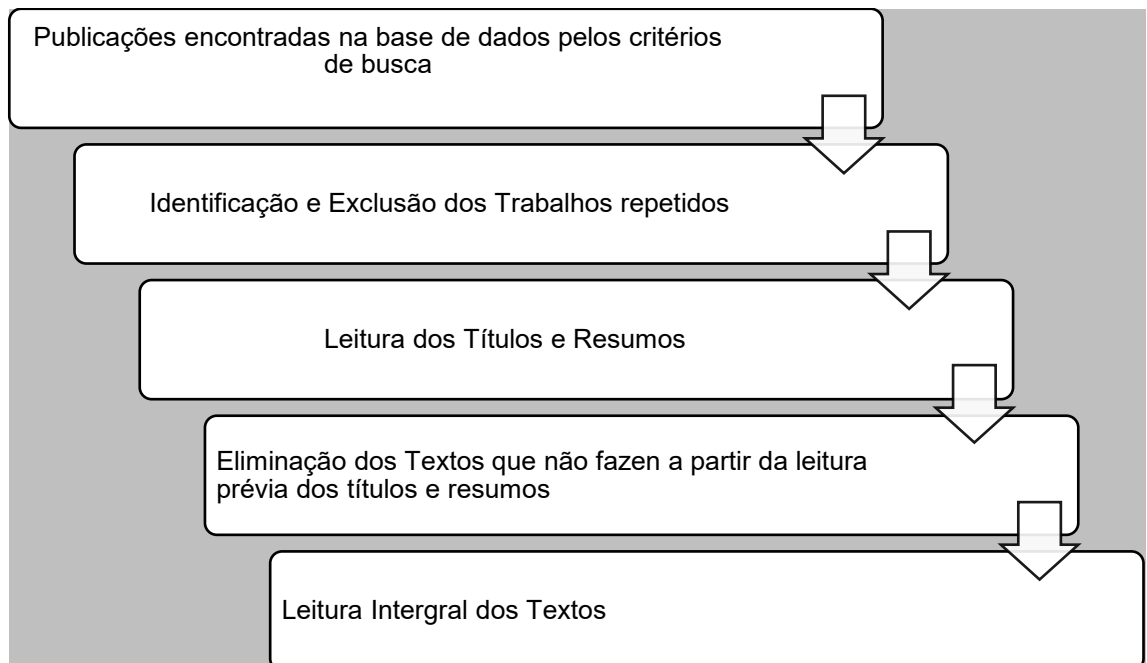 Publicações encontradas na base de dados pelos critérios
de busca
Identificação e Exclusão dos Trabalhos repetidos
Leitura dos Títulos e Resumos
Eliminação dos Textos que não fazen a partir da leitura
prévia dos títulos e resumos
Leitura Intergral dos Textos